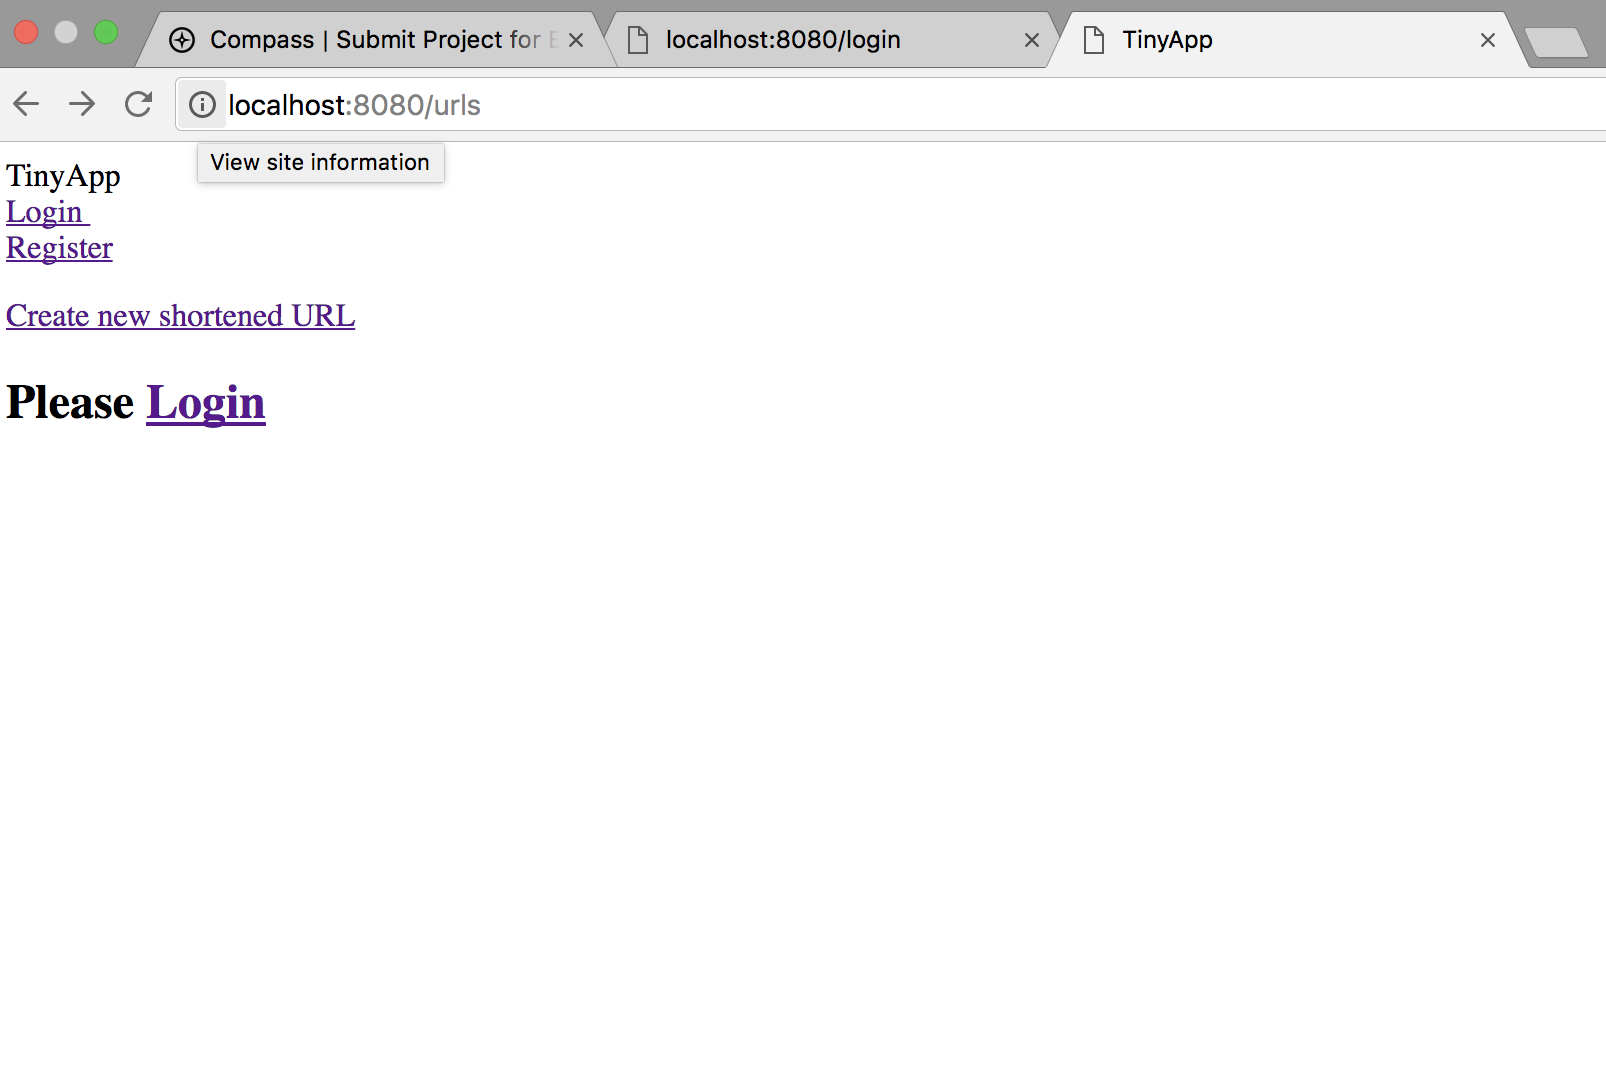 Compass | Submit Project for
localhost:8080/login
TinyApp
localhost:8080/urls
View site information
TinyApp
Login
Register
Create new shortened URL
Please Login